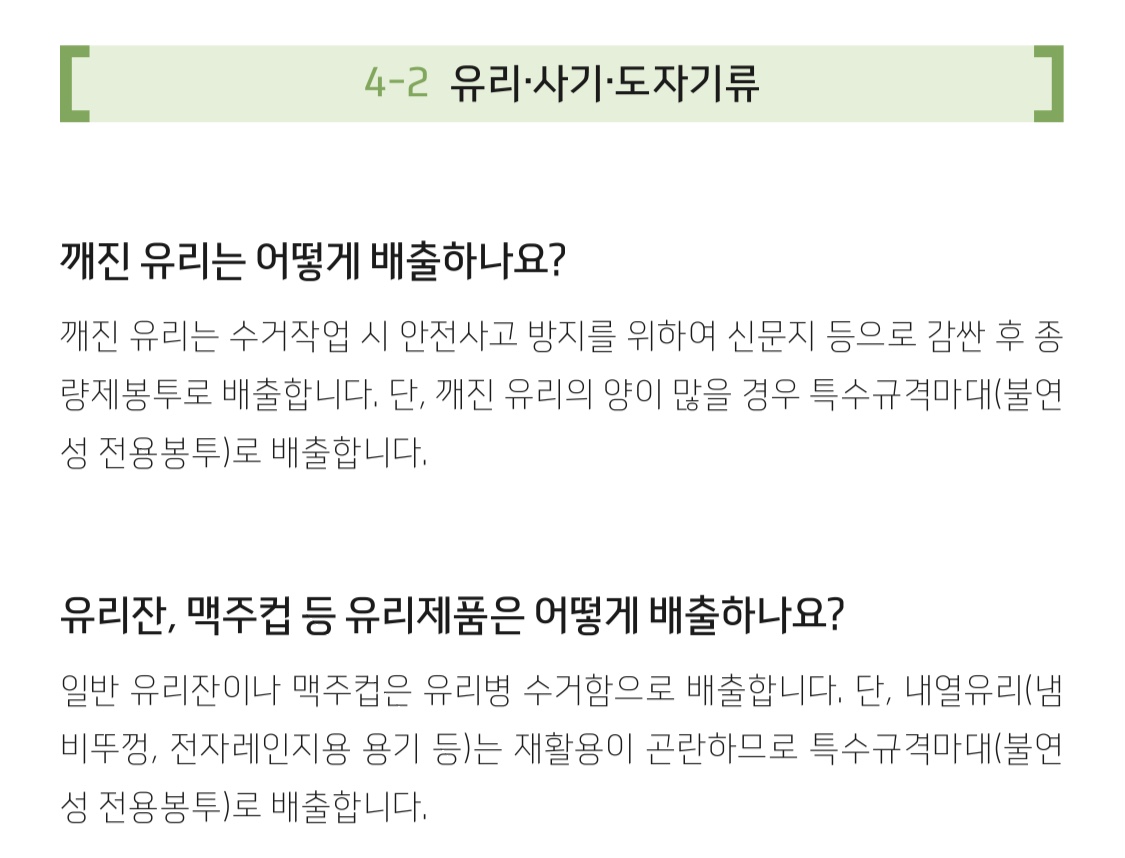 4-2 유리·사기·도자기류
깨진 유리는 어떻게 배출하나요?
깨진 유리는 수거작업 시 안전사고 방지를 위하여 신문지 등으로 감싼 후 종
량제봉투로 배출합니다. 단, 깨진 유리의 양이 많을 경우 특수규격마대(불연
성 전용봉투)로 배출합니다.
유리잔, 맥주컵 등 유리제품은 어떻게 배출하나요?
일반 유리잔이나 맥주컵은 유리병 수거함으로 배출합니다. 단, 내열유리(냄
비뚜껑, 전자레인지용 용기 등)는 재활용이 곤란하므로 특수규격마대(불연
성 전용봉투)로 배출합니다.